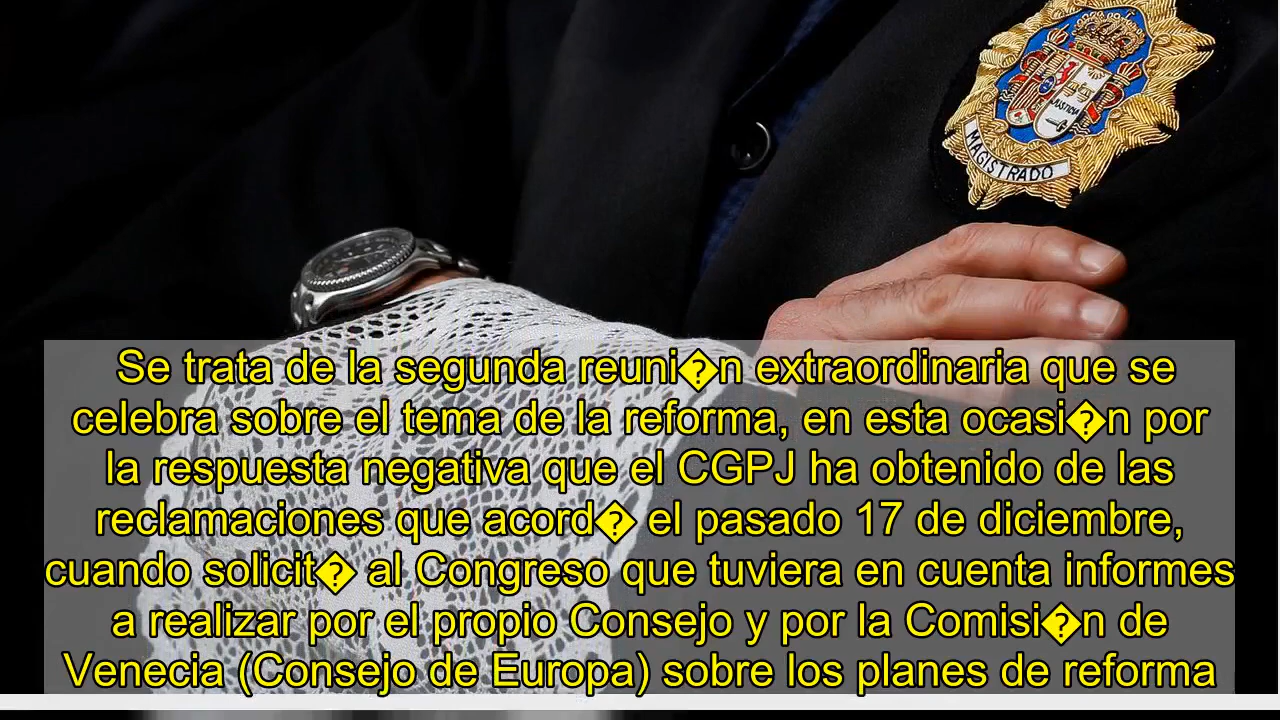 JUSTICIA
MAGISTRADO
Se trata de la segunda reuni�n extraordinaria que se
celebra sobre el tema de la reforma, en esta ocasi�n por
la respuesta negativa que el CGPJ ha obtenido de las
reclamaciones que acord� el pasado 17 de diciembre,
cuando solicit� al Congreso que tuviera en cuenta informes
a realizar por el propio Consejo y por la Comisi�n de
Venecia (Consejo de Europa) sobre los planes de reforma